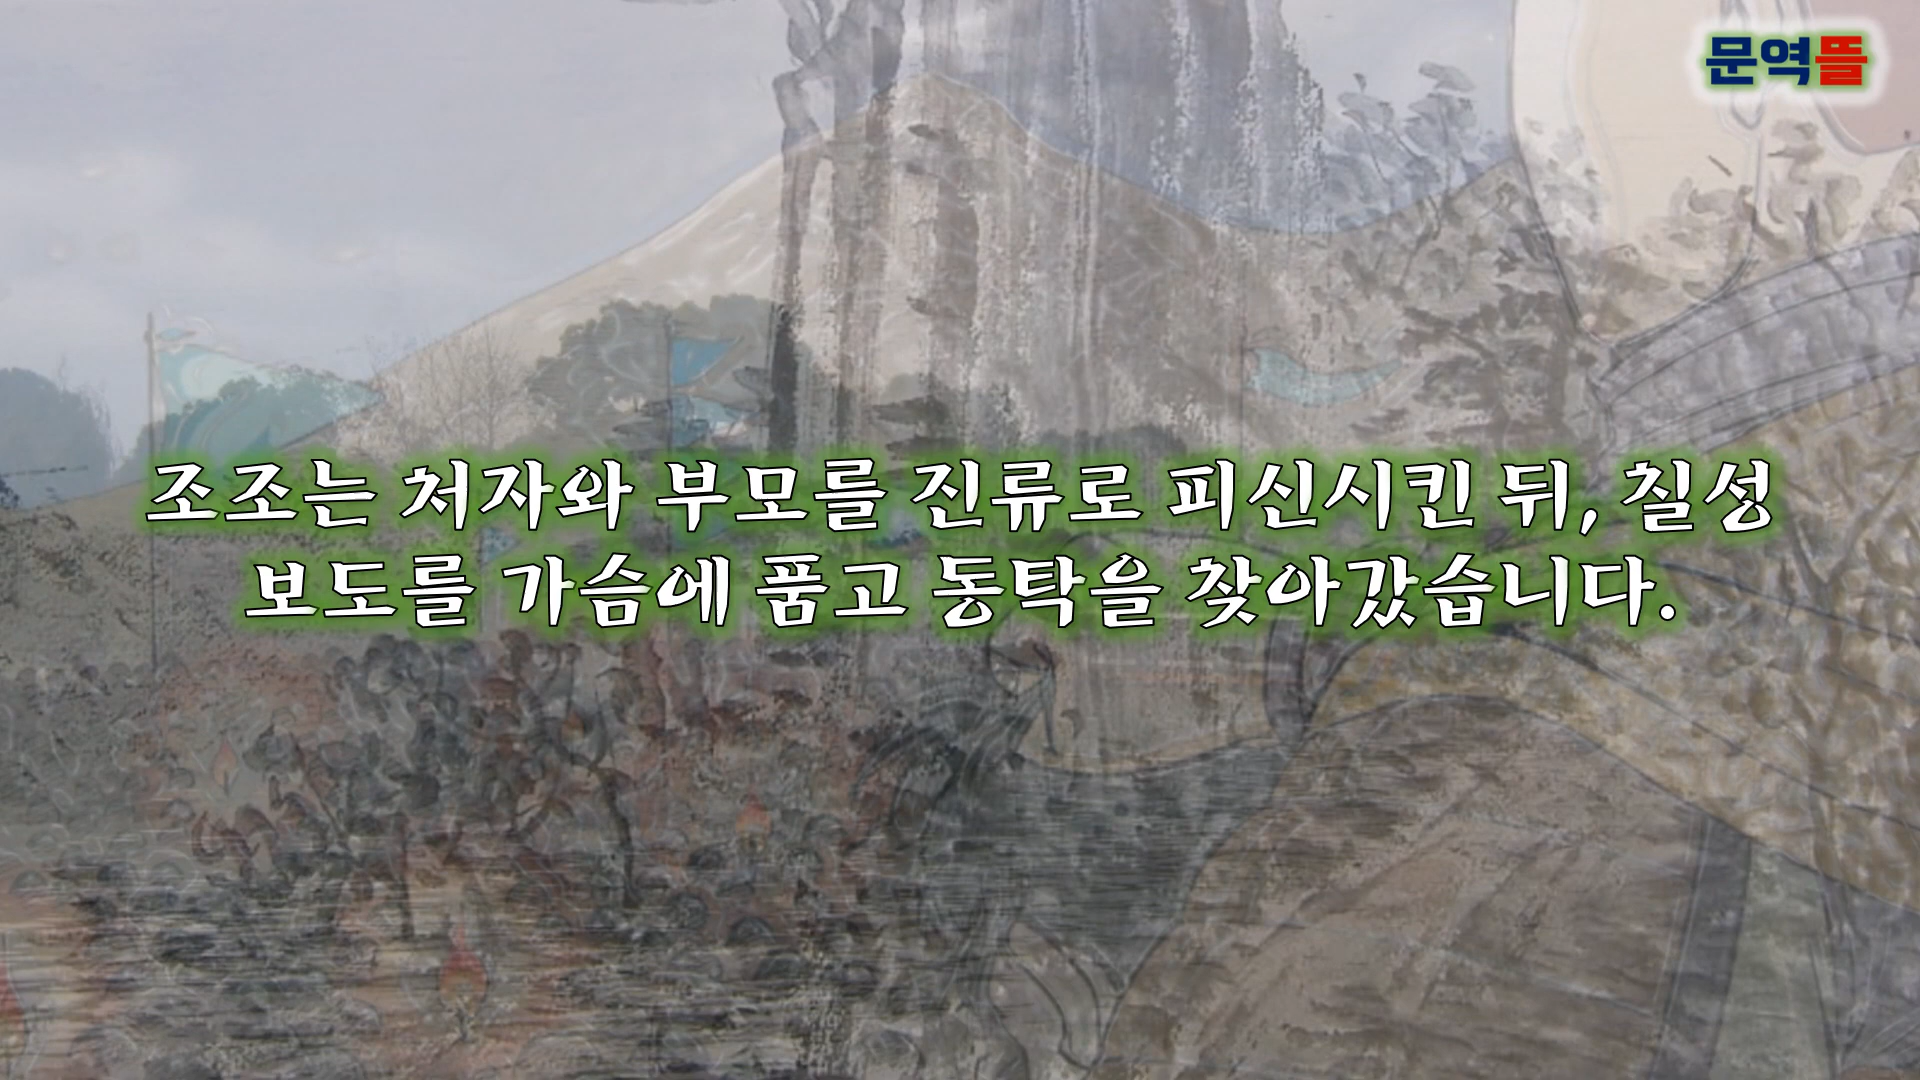 문역뜰
조조는 처자와 부모를 진류로 피신시킨 뒤, 칠성
보도를 가슴에 품고 동탁을 찾아갔습니다.